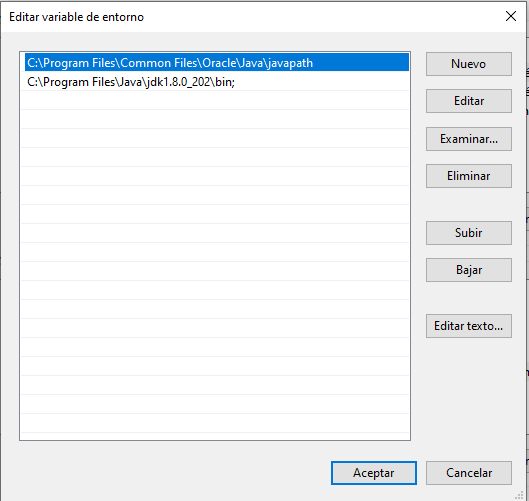 Editar variable de entorno
C:\Program Files\Common Files\Oracle\Java\javapath
C:\Program Files\Java\jdk1.8.0_202\bin;
Nuevo
Editar
Examinar...
Eliminar
Subir
Bajar
Editar texto...
Aceptar
Cancelar